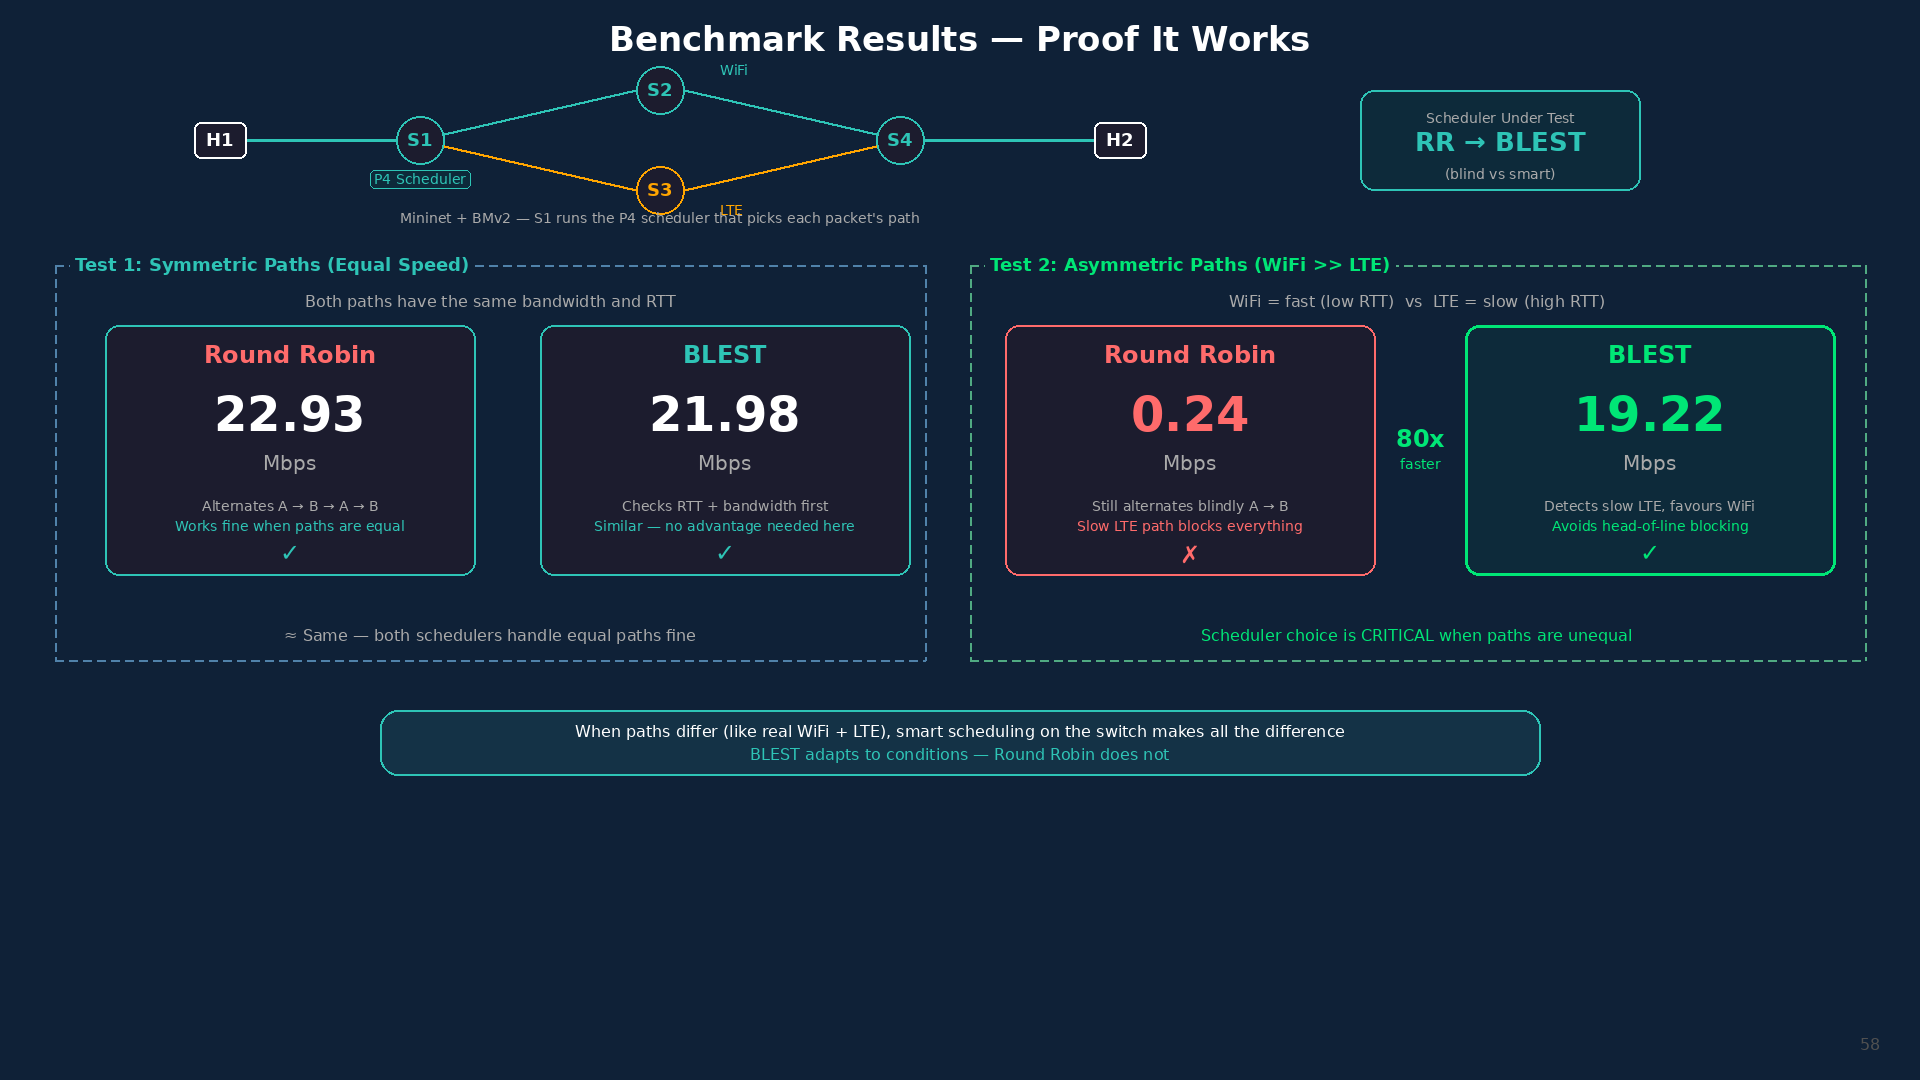 Benchmark Results — Proof It Works
WiFi
S2
H1
S1
S4
H2
P4 Scheduler
S3
LTE
Mininet + BMv2 — S1 runs the P4 scheduler that picks each packet's path
Scheduler Under Test
RR → BLEST
(blind vs smart)
Test 1: Symmetric Paths (Equal Speed)
Both paths have the same bandwidth and RTT
Round Robin
22.93
Mbps
Alternates A → B → A → B
Works fine when paths are equal
✓
BLEST
21.98
Mbps
Checks RTT + bandwidth first
Similar — no advantage needed here
✓
≈ Same — both schedulers handle equal paths fine
Test 2: Asymmetric Paths (WiFi >> LTE)
WiFi = fast (low RTT)  vs  LTE = slow (high RTT)
Round Robin
0.24
Mbps
Still alternates blindly A → B
Slow LTE path blocks everything
✗
80x
faster
BLEST
19.22
Mbps
Detects slow LTE, favours WiFi
Avoids head-of-line blocking
✓
Scheduler choice is CRITICAL when paths are unequal
When paths differ (like real WiFi + LTE), smart scheduling on the switch makes all the difference
BLEST adapts to conditions — Round Robin does not
58